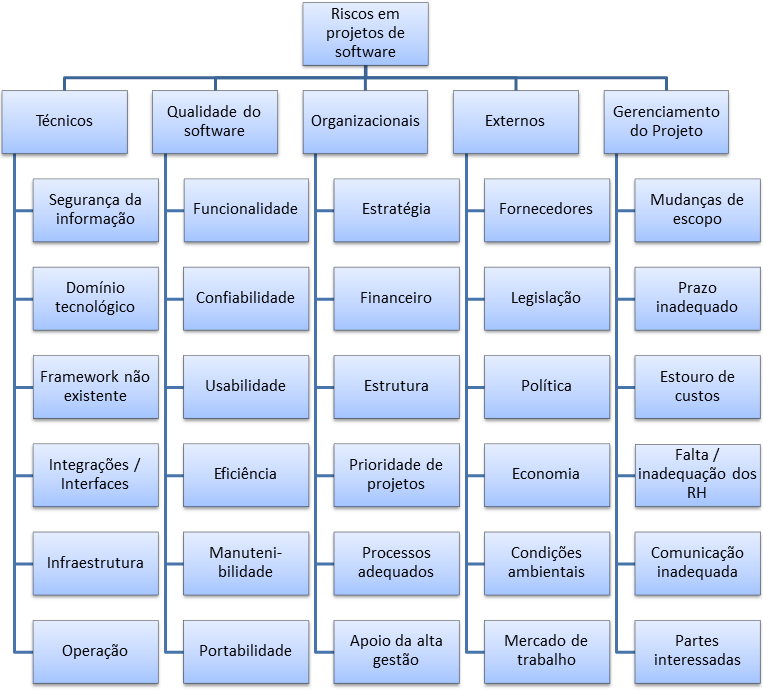 Riscos em
projetos de
software
Técnicos
Qualidade do
software
Organizacionais
Externos
Gerenciamento
do Projeto
Segurança da
informação
Domínio
tecnológico
Framework não
existente
Integrações /
Interfaces
Infraestrutura
Operação
Funcionalidade
Confiabilidade
Usabilidade
Eficiência
Manuteni-
bilidade
Portabilidade
Estratégia
Financeiro
Estrutura
Prioridade de
projetos
Processos
adequados
Apoio da alta
gestão
Fornecedores
Legislação
Política
Economia
Condições
ambientais
Mercado de
trabalho
Mudanças de
escopo
Prazo
inadequado
Estouro de
custos
Falta /
inadequação dos
RH
Comunicação
inadequada
Partes
interessadas